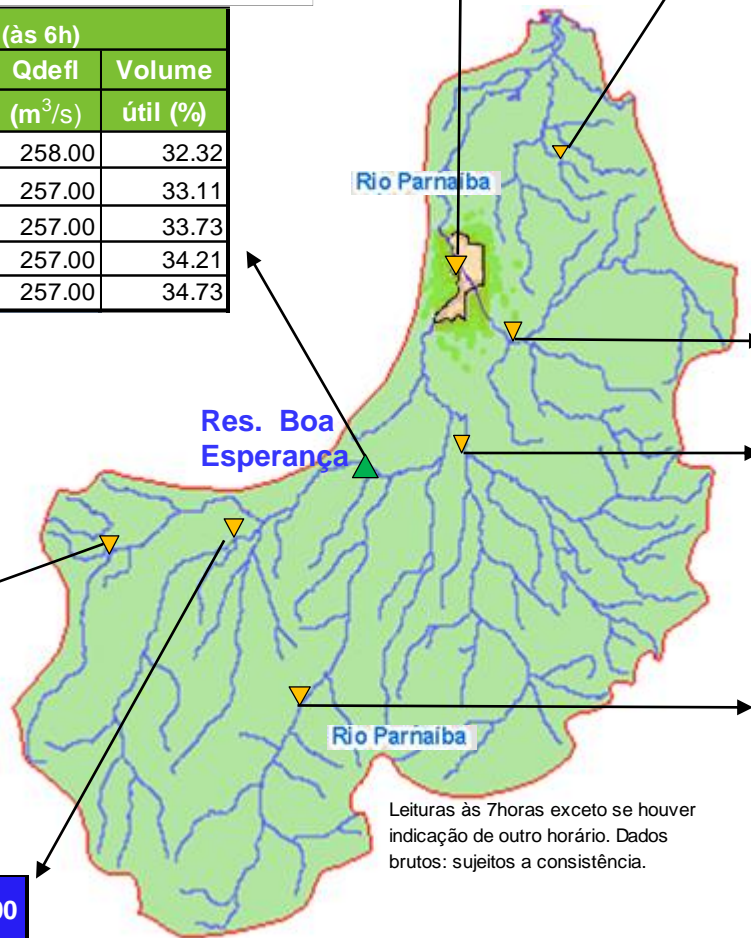 (às 6h)
Qdefl Volume
(m³/s) útil (%)
258.00 32.32
257.00 33.11
257.00 33.73
257.00 34.21
257.00 34.73
Rio Parnaíba
Res. Boa
Esperança
Rio Parnaíba
Leituras às 7horas exceto se houver
indicação de outro horário. Dados
brutos: sujeitos a consistência.